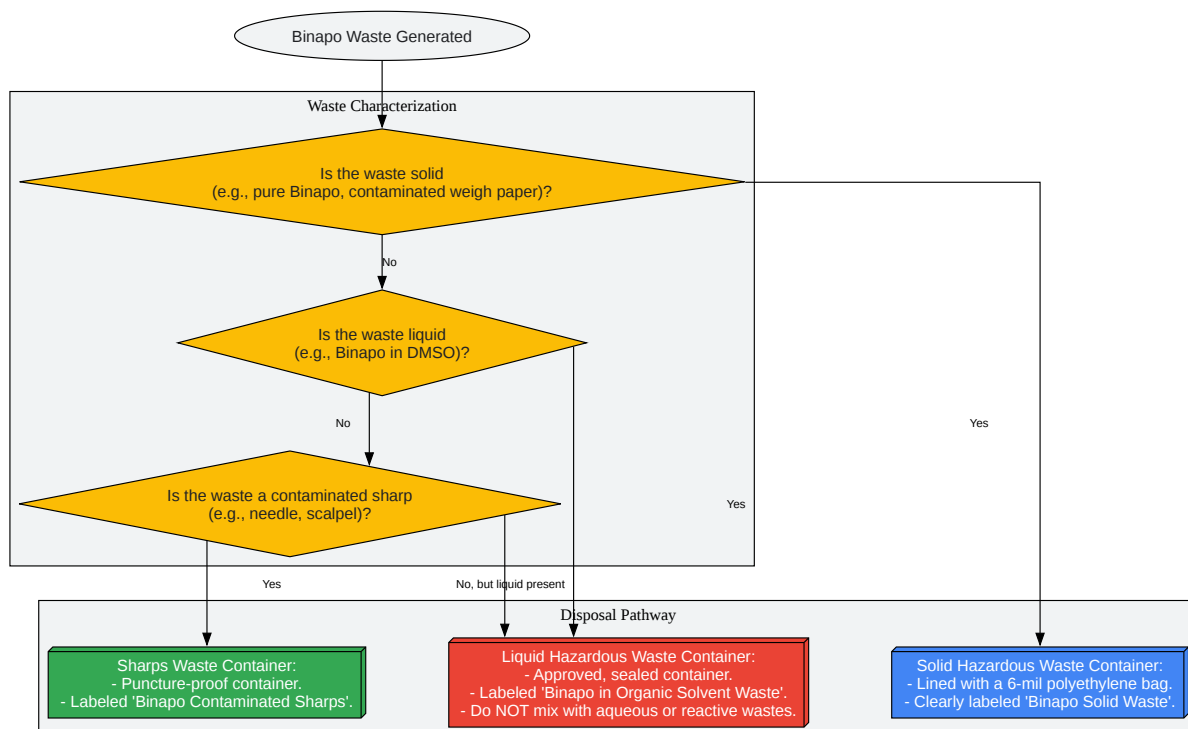 Binapo Waste Generated
Waste Characterization
Is the waste solid
(e.g., pure Binapo, contaminated weigh paper)?
No
Is the waste liquid
(e.g., Binapo in DMSO)?
No
Yes
Is the waste a contaminated sharp
(e.g., needle, scalpel)?
Yes
Yes
No, but liquid present
Disposal Pathway
Sharps Waste Container:
- Puncture-proof container.
- Labeled 'Binapo Contaminated Sharps'.
Liquid Hazardous Waste Container:
- Approved, sealed container.
- Labeled 'Binapo in Organic Solvent Waste'.
- Do NOT mix with aqueous or reactive wastes.
Solid Hazardous Waste Container:
- Lined with a 6-mil polyethylene bag.
- Clearly labeled 'Binapo Solid Waste'.